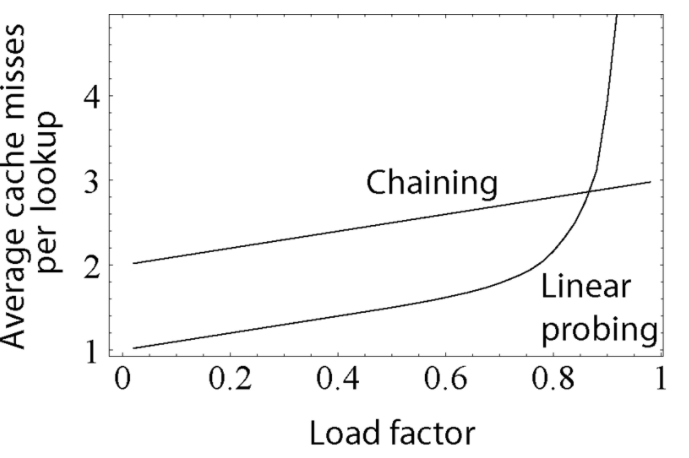 Average cache misses
per lookup
4
3
2
1
Chaining
Linear
probing
0
0.2
0.4
0.6
0.8
1
Load factor